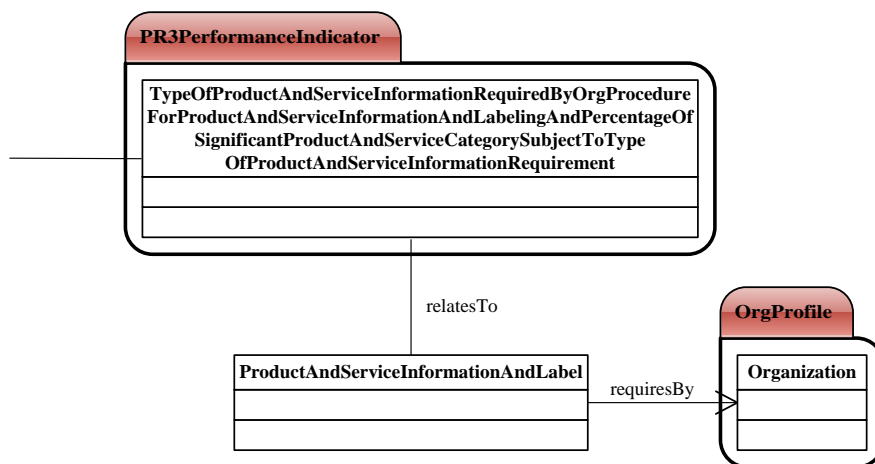 PR3PerformanceIndicator
TypeOfProductAndServiceInformationRequiredByOrgProcedure
ForProductAndServiceInformationAndLabelingAndPercentageOf
SignificantProductAndServiceCategorySubjectToType
OfProductAndServiceInformationRequirement
relatesTo
OrgProfile
ProductAndServiceInformationAndLabel
requiresBy
Organization